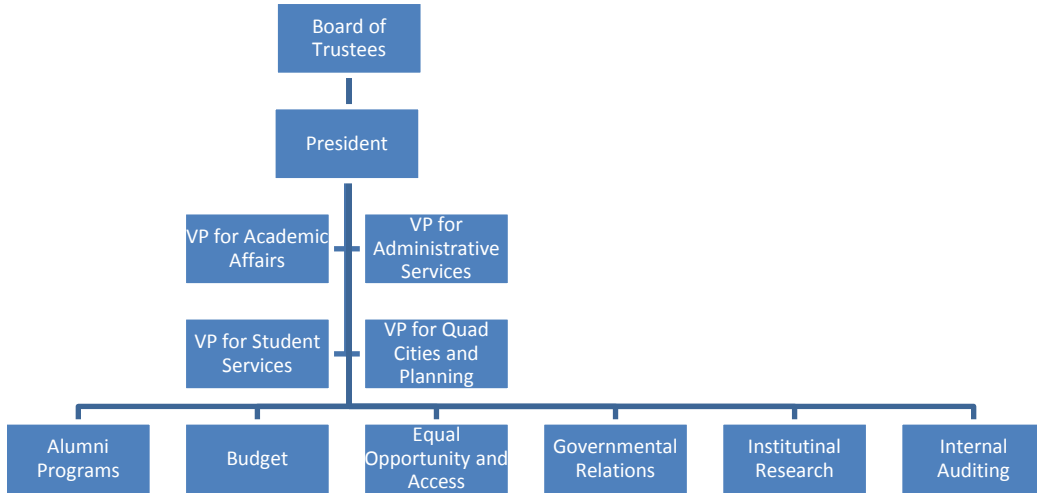 Board of
Trustees
President
VP for Academic
Affairs
VP for
Administrative
Services
VP for Student
Services
VP for Quad
Cities and
Planning
Alumni
Programs
Budget
Equal
Opportunity and
Access
Governmental
Relations
Institutinal
Research
Internal
Auditing